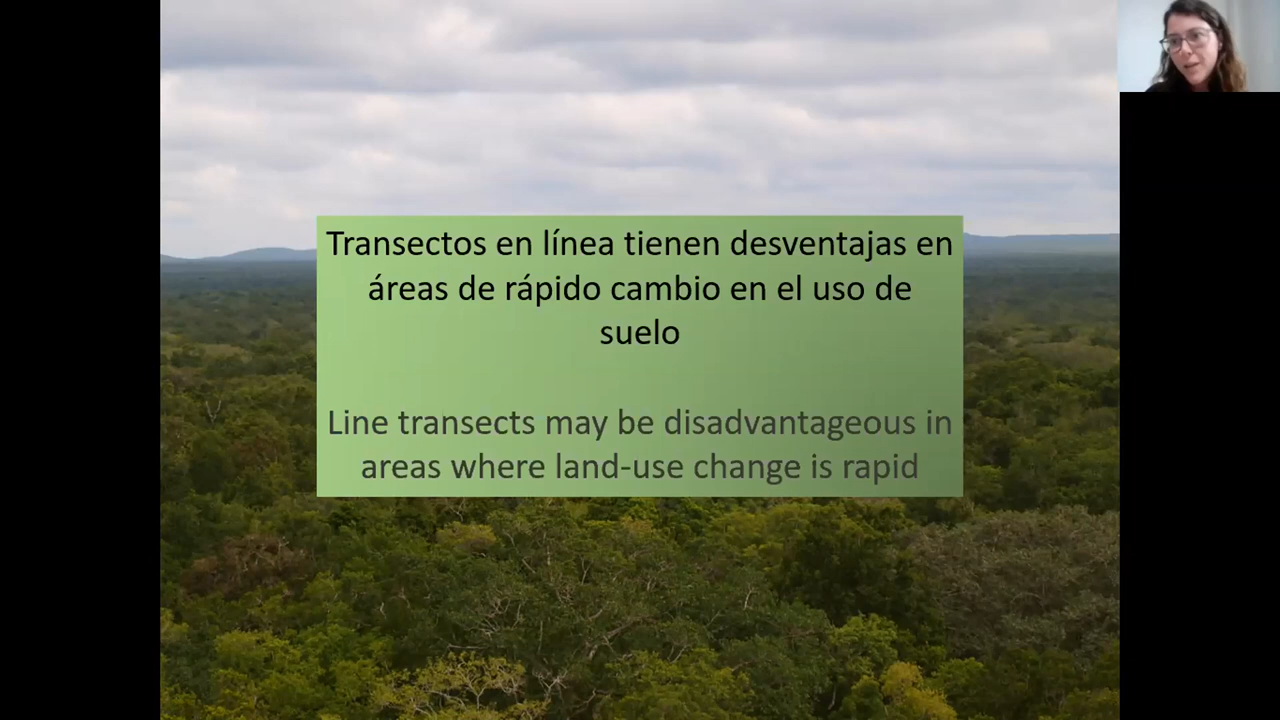 Transectos en línea tienen desventajas en
áreas de rápido cambio en el uso de
suelo
Line transects may be disadvantageous in
areas where land-use change is rapid